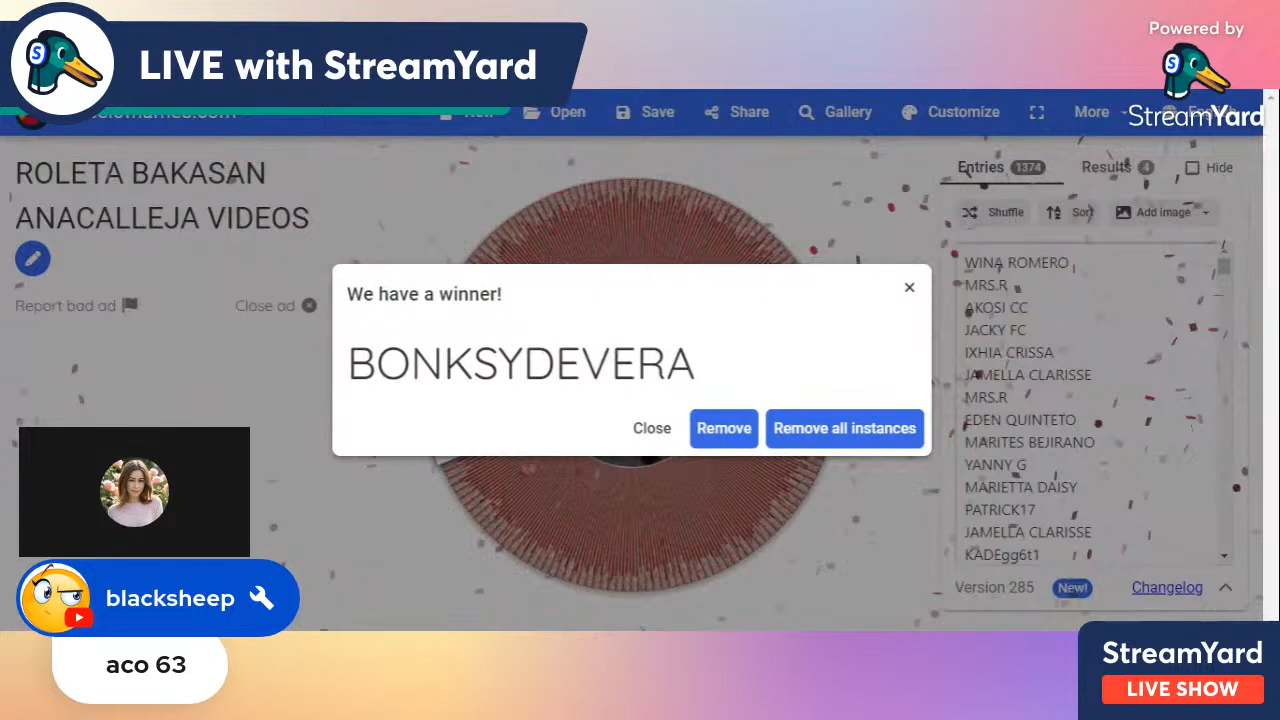 LIVE with StreamYard
Powered by
StreamYard
Open
Save
Share
Gallery
Customize
More
ROLETA BAKASAN
ANACALLEJA VIDEOS
Report bad ad
Close ad
Entries 1374
Results 4
Hide
Shuffle
Sort
Add image
We have a winner!
BONKSYDEVERA
Close
Remove
Remove all instances
WINA ROMERO
MRS.R
AKOSI CC
JACKY FC
IXHIA CRISSA
JAMELLA CLARISSE
MRS.R
EDEN QUINTETO
MARITES BEJIRANO
YANNY G
MARIETTA DAISY
PATRICK17
JAMELLA CLARISSE
KADEgg6t1
Version 285
New!
Changelog
S
blacksheep
aco 63
StreamYard
LIVE SHOW